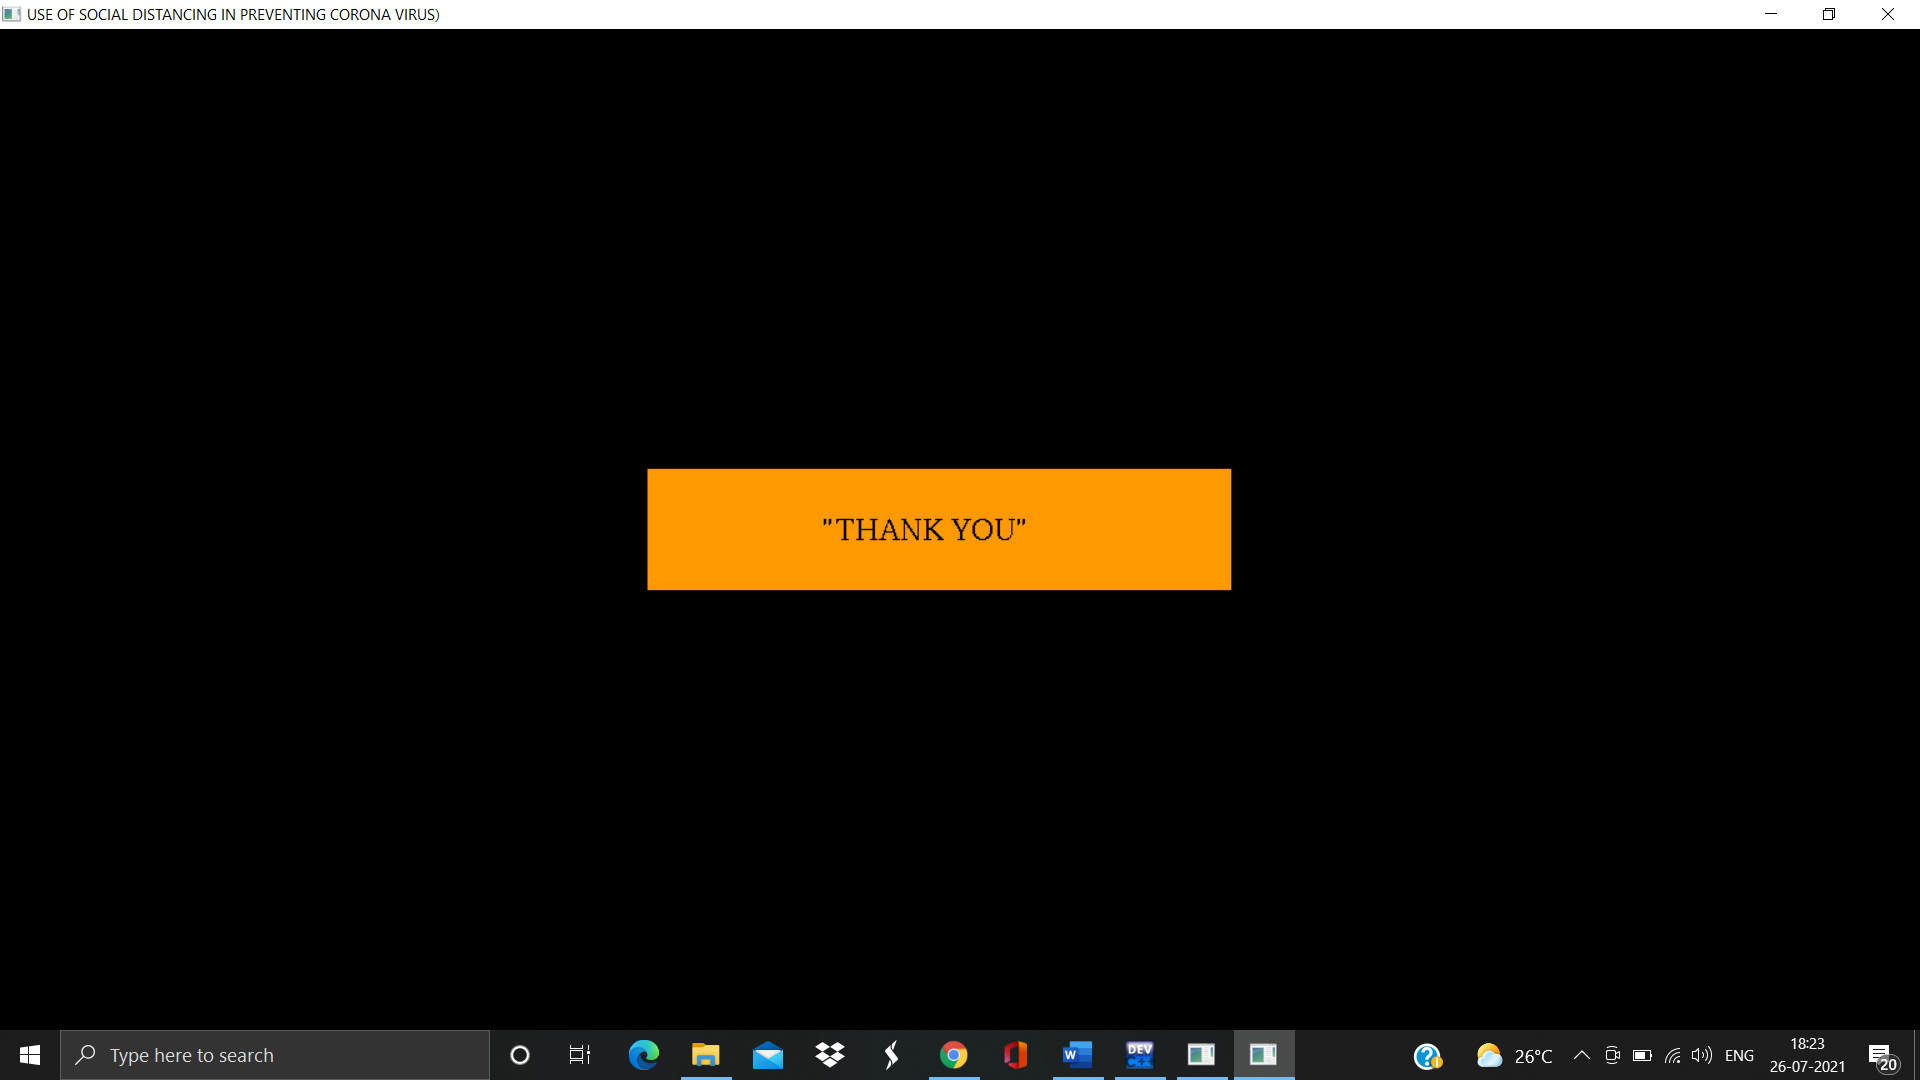 USE OF SOCIAL DISTANCING IN PREVENTING CORONA VIRUS)
"THANK YOU"
Type here to search
W
DEV
C++
26°C
ENG
18:23
26-07-2021
20